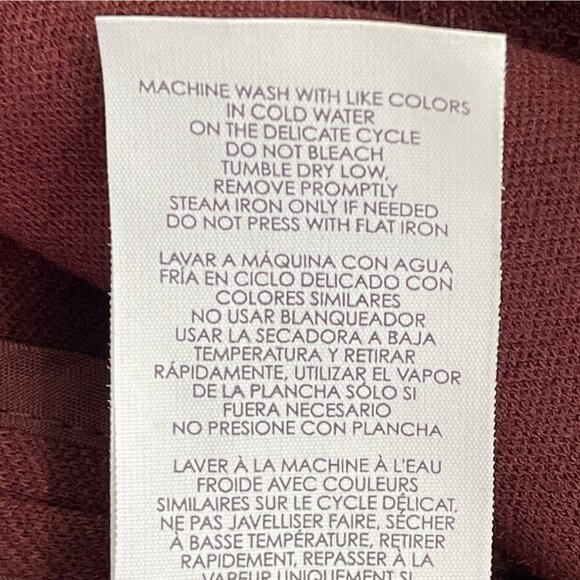 MACHINE WASH WITH LIKE COLORS
IN COLD WATER
ON THE DELICATE CYCLE
DO NOT BLEACH
TUMBLE DRY LOW,
REMOVE PROMPTLY
STEAM IRON ONLY IF NEEDED
DO NOT PRESS WITH FLAT IRON
LAVAR A MÁQUINA CON AGUA
FRÍA EN CICLO DELICADO CON
COLORES SIMILARES
NO USAR BLANQUEADOR
USAR LA SECADORA A BAJA
TEMPERATURA Y RETIRAR
RÁPIDAMENTE, UTILIZAR EL VAPOR
DE LA PLANCHA SÓLO SI
FUERA NECESARIO
NO PRESIONE CON PLANCHA
LAVER À LA MACHINE À L'EAU
FROIDE AVEC COULEURS
SIMILAIRES SUR LE CYCLE DÉLICAT,
NE PAS JAVELLISER FAIRE, SÉCHER
À BASSE TEMPÉRATURE, RETIRER
RAPIDEMENT, REPASSER À LA
VAPEUR UNIQUEMENT SI